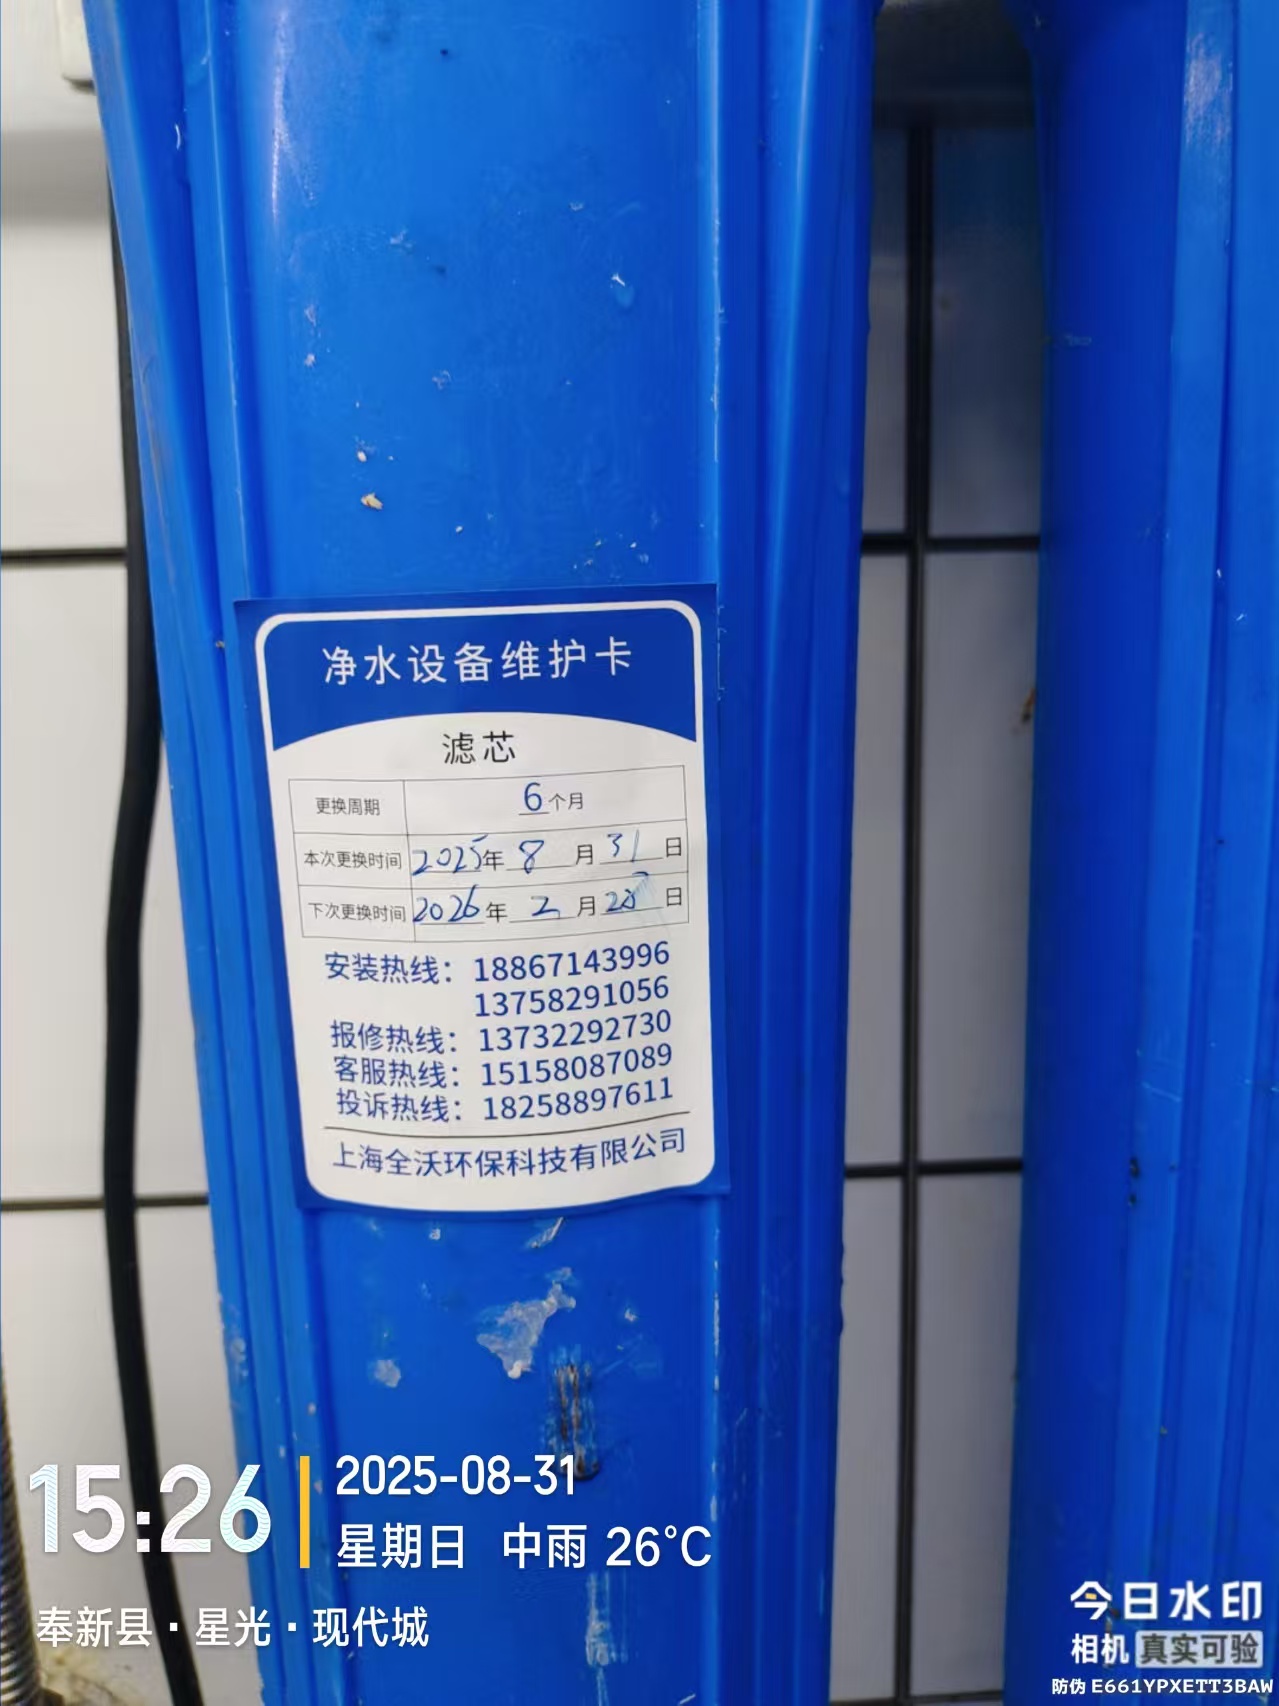 净水设备维护卡
滤芯
更换周期 6个月
本次更换时间 2025年 8 月 31 日
下次更换时间 2026年 2 月 28 日
安装热线：18867143996
13758291056
报修热线：13732292730
客服热线：15158087089
投诉热线：18258897611
上海全沃环保科技有限公司
15:26
2025-08-31
星期日 中雨 26°C
奉新县·星光·现代城
今日水印
相机 真实可验
防伪 E661YPXETT3BAW